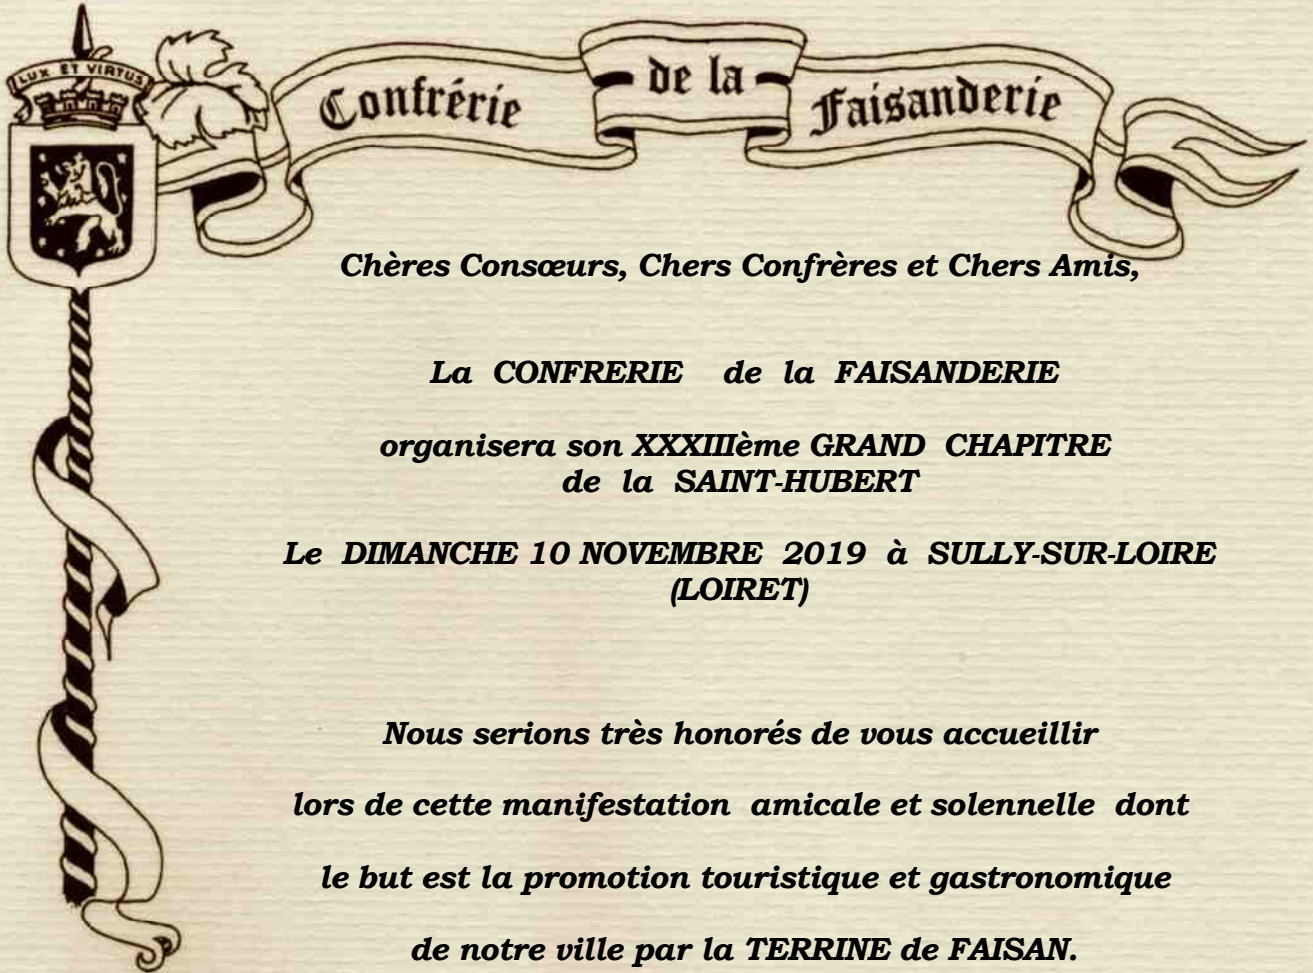 LUX ET VIRTUS
Confrérie de la Faisanderie
Chères Consœurs, Chers Confrères et Chers Amis,
La CONFRERIE de la FAISANDERIE
organisera son XXXIIIème GRAND CHAPITRE
de la SAINT-HUBERT
Le DIMANCHE 10 NOVEMBRE 2019 à SULLY-SUR-LOIRE
(LOIRET)
Nous serions très honorés de vous accueillir
lors de cette manifestation amicale et solennelle dont
le but est la promotion touristique et gastronomique
de notre ville par la TERRINE de FAISAN.